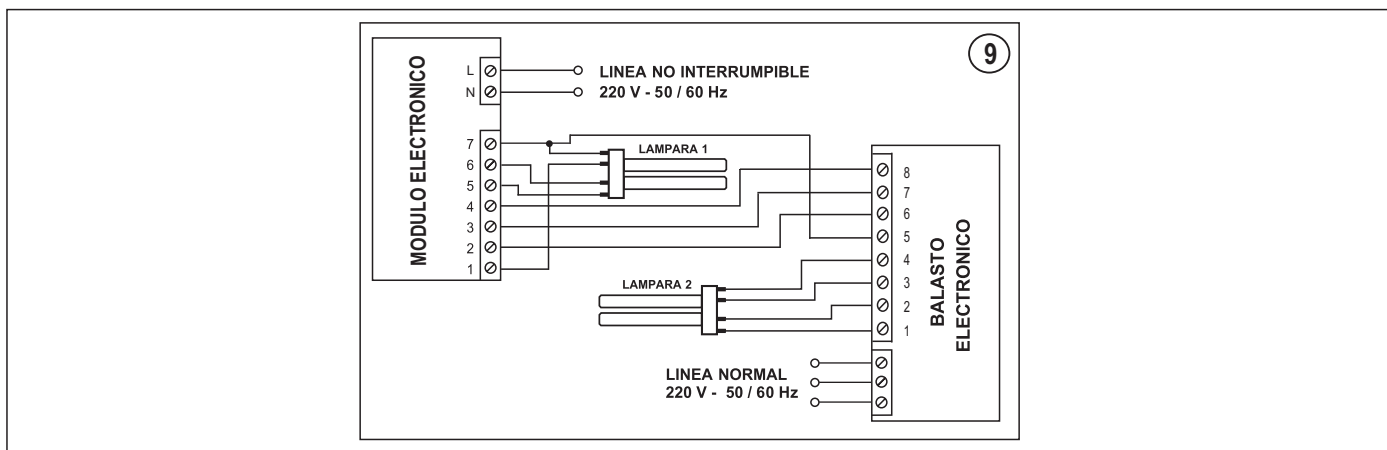 9
MODULO ELECTRONICO
L
N
LINEA NO INTERRUMPIBLE
220 V - 50 / 60 Hz
7
6
5
4
3
2
1
LAMPARA 1
LAMPARA 2
8
7
6
5
4
3
2
1
BALASTO
ELECTRONICO
LINEA NORMAL
220 V - 50 / 60 Hz